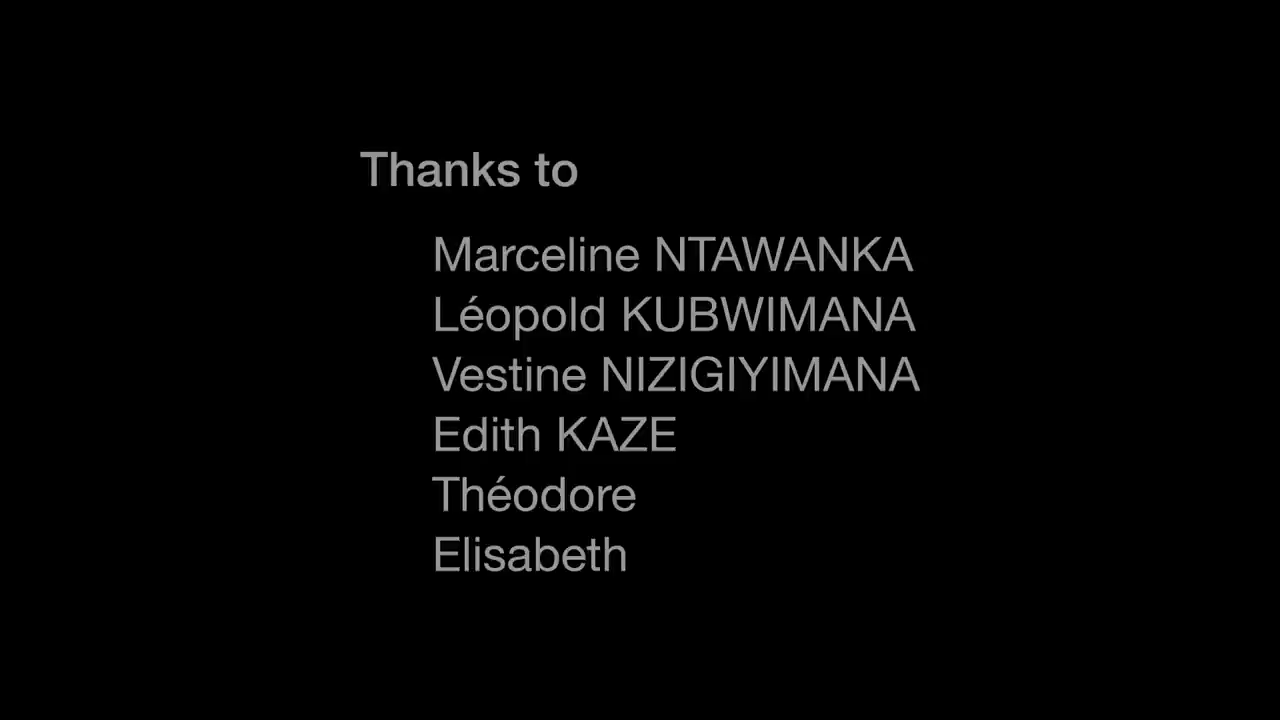 Thanks to
Marceline NTAWANKA
Léopold KUBWIMANA
Vestine NIZIGIYIMANA
Edith KAZE
Théodore
Elisabeth